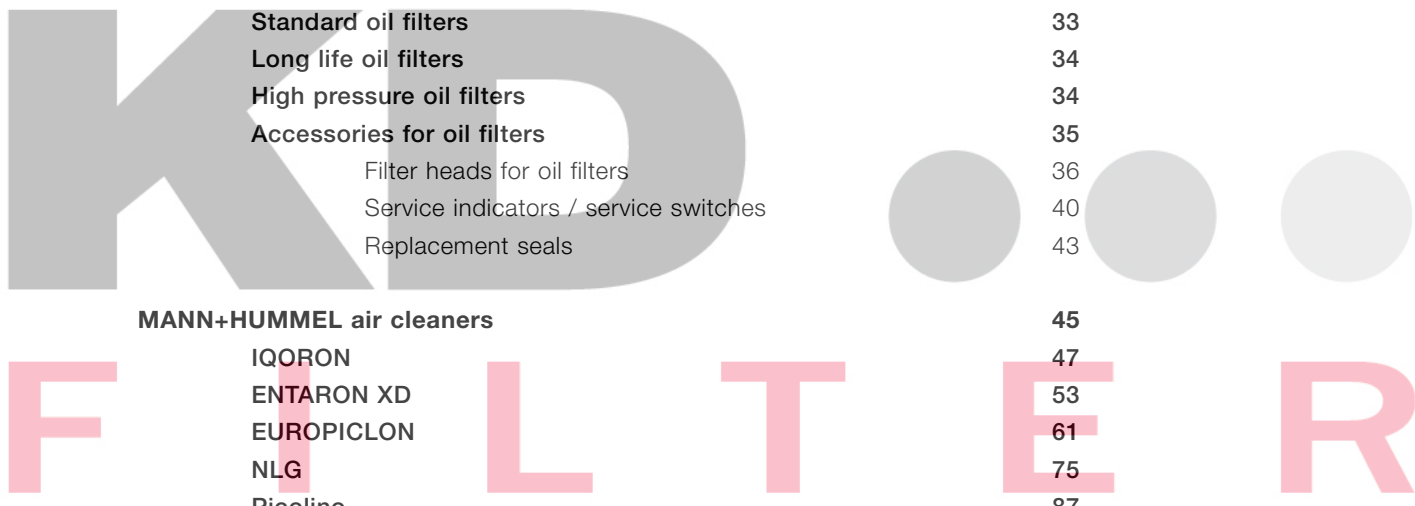 Standard oil filters 33
Long life oil filters 34
High pressure oil filters 34
Accessories for oil filters 35
Filter heads for oil filters 36
Service indicators / service switches 40
Replacement seals 43
KD
MANN+HUMMEL air cleaners 45
IQORON 47
ENTARON XD 53
EUROPICLON 61
NLG 75
Picolino 87
FILTER